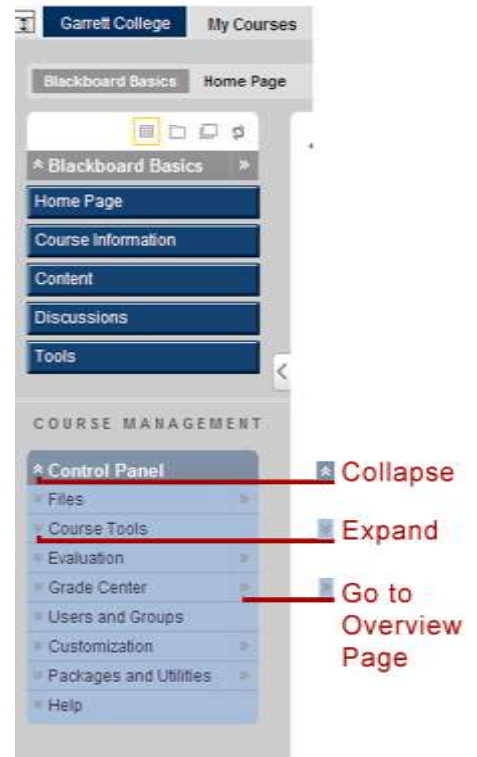 Garrett College My Courses
Blackboard Basics Home Page
Blackboard Basics
Home Page
Course Information
Content
Discussions
Tools
COURSE MANAGEMENT
Control Panel
Files
Course Tools
Evaluation
Grade Center
Users and Groups
Customization
Packages and Utilities
Help
Collapse
Expand
Go to
Overview
Page